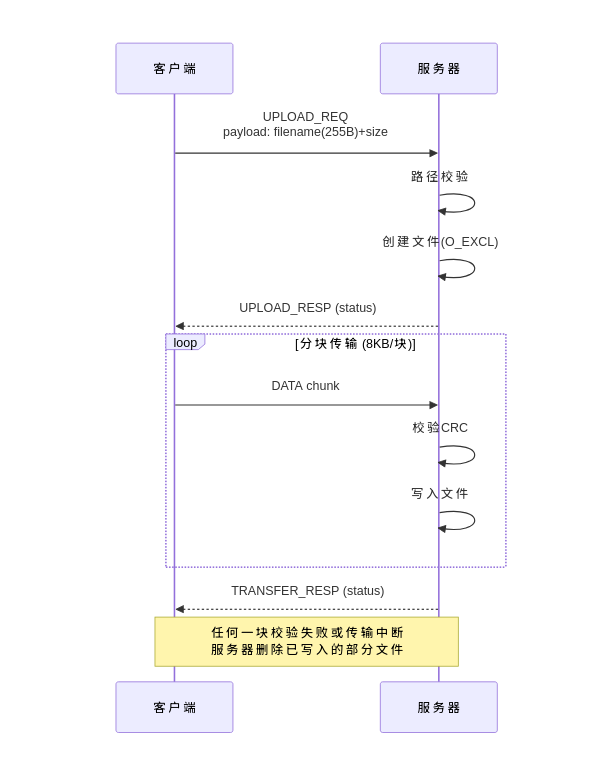 客户端
服务器
UPLOAD_REQ
payload: filename(255B)+size
路径校验
创建文件(O_EXCL)
UPLOAD_RESP (status)
loop
[分块传输 (8KB/块)]
DATA chunk
校验CRC
写入文件
TRANSFER_RESP (status)
任何一块校验失败或传输中断
服务器删除已写入的部分文件
客户端
服务器